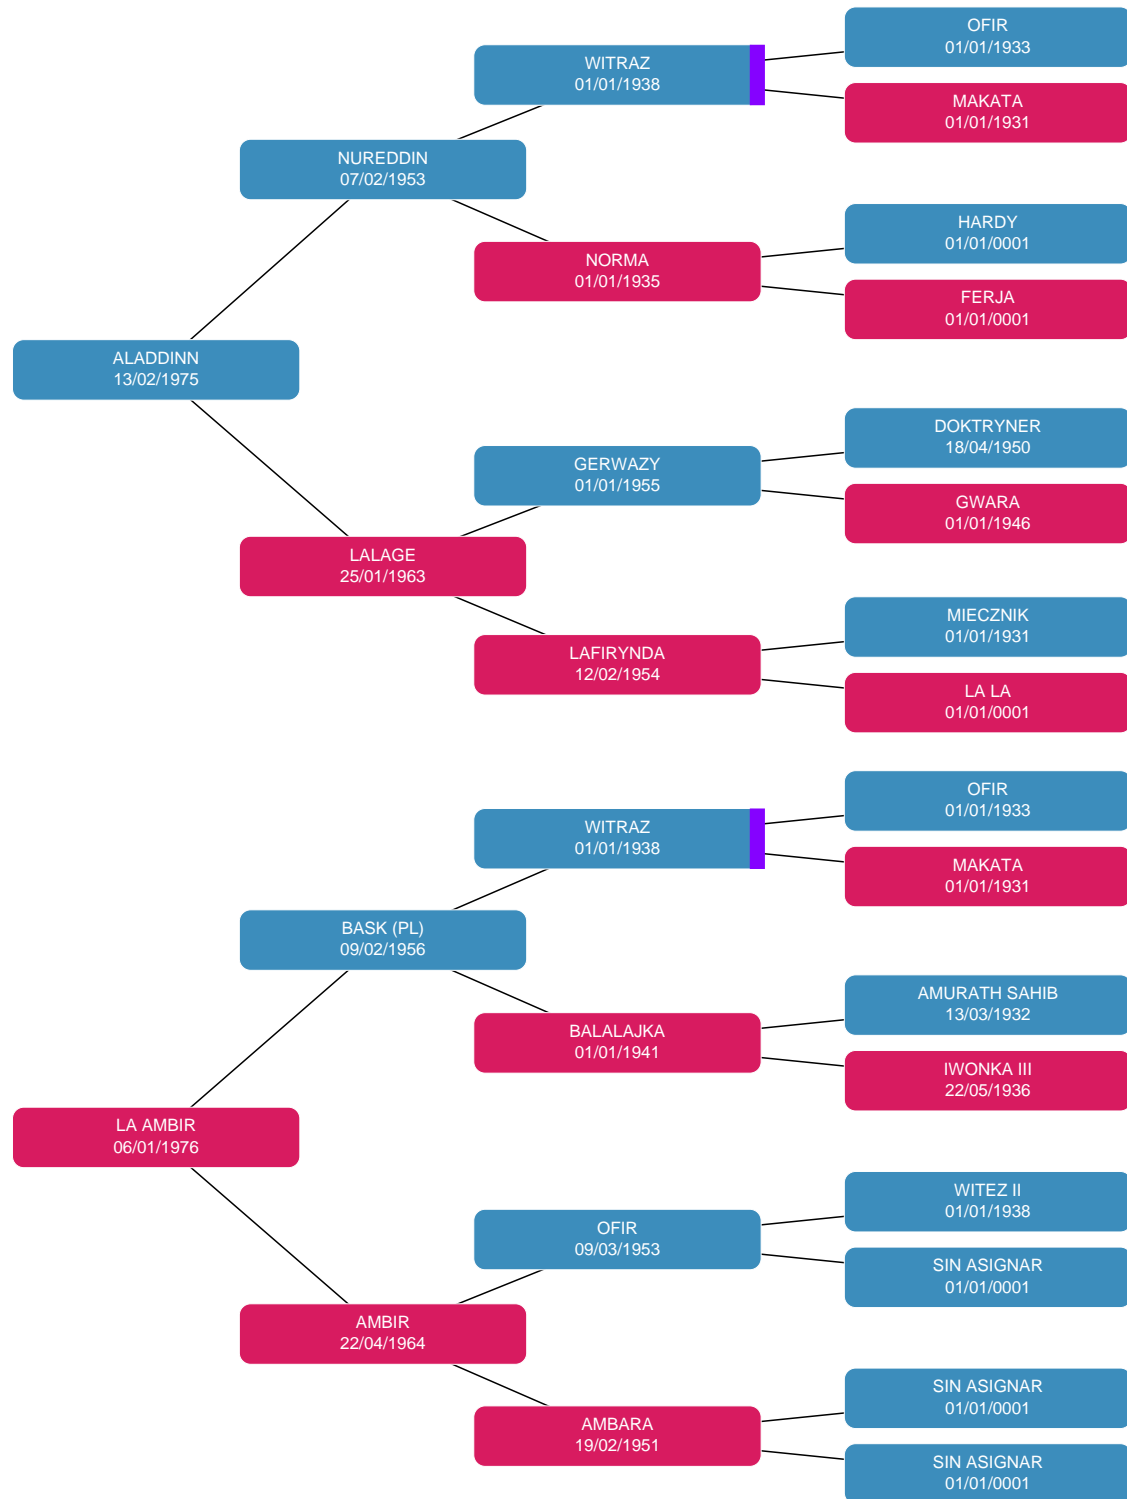 OFIR
01/01/1933
WITRAZ
01/01/1938
MAKATA
01/01/1931
NUREDDIN
07/02/1953
HARDY
01/01/0001
NORMA
01/01/1935
FERJA
01/01/0001
ALADDINN
13/02/1975
DOKTRYNER
18/04/1950
GERWAZY
01/01/1955
GWARA
01/01/1946
LALAGE
25/01/1963
MIECZNIK
01/01/1931
LAFIRYNDA
12/02/1954
LA LA
01/01/0001
OFIR
01/01/1933
WITRAZ
01/01/1938
MAKATA
01/01/1931
BASK (PL)
09/02/1956
AMURATH SAHIB
13/03/1932
BALALAJKA
01/01/1941
IWONKA III
22/05/1936
LA AMBIR
06/01/1976
WITEZ II
01/01/1938
OFIR
09/03/1953
SIN ASIGNAR
01/01/0001
AMBIR
22/04/1964
SIN ASIGNAR
01/01/0001
AMBARA
19/02/1951
SIN ASIGNAR
01/01/0001